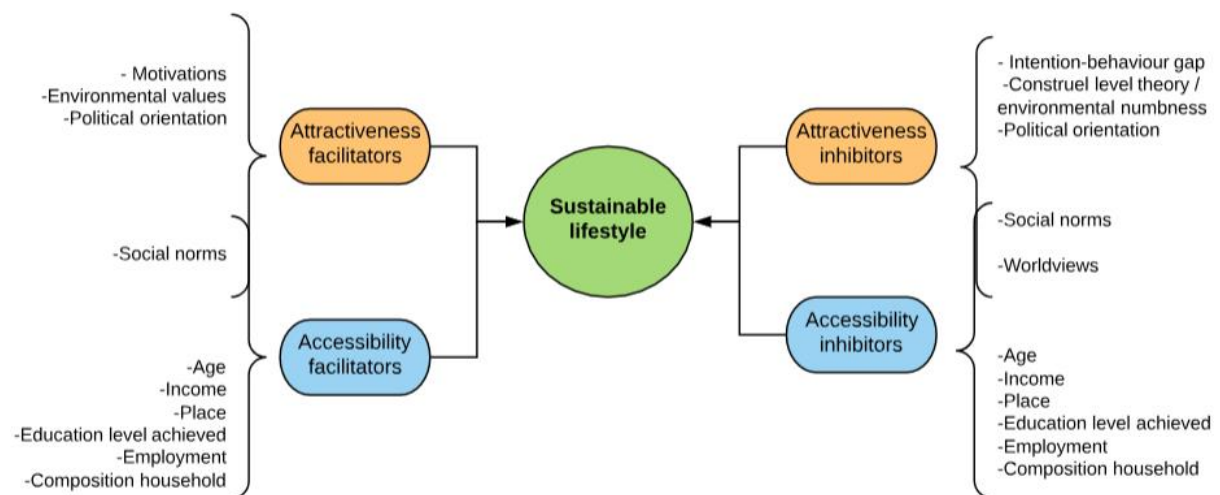 - Motivations
-Environmental values
-Political orientation
-Social norms
-Age
-Income
-Place
-Education level achieved
-Employment
-Composition household
Attractiveness
facilitators
Accessibility
facilitators
Sustainable
lifestyle
Attractiveness
inhibitors
Accessibility
inhibitors
- Intention-behaviour gap
-Construel level theory /
environmental numbness
-Political orientation
-Social norms
-Worldviews
-Age
-Income
-Place
-Education level achieved
-Employment
-Composition household